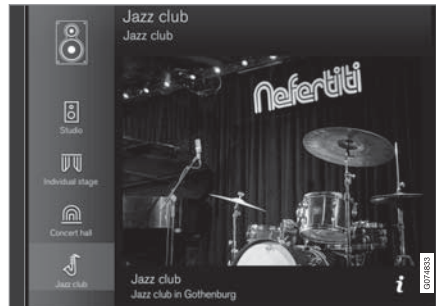 Jazz club
Jazz club
Studio
Individual stage
Concert hall
Jazz club
Nefertiti
Jazz club
Jazz club in Gothenburg
i
G074833